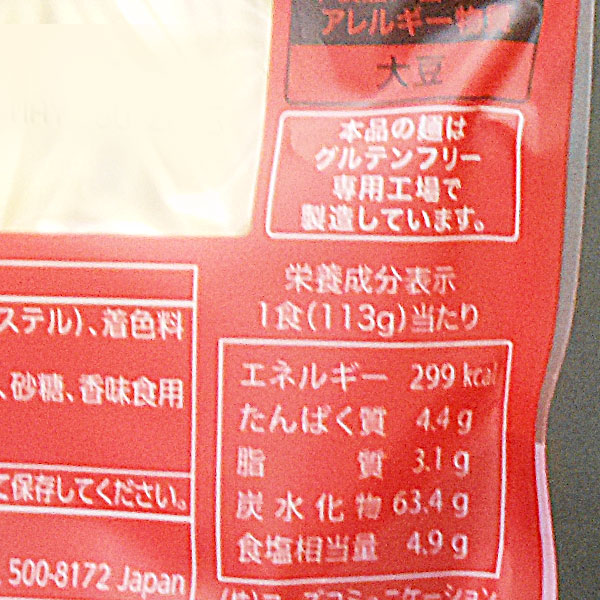 アレルギー物質
大豆
本品の麺は
グルテンフリー
専用工場で
製造しています。
栄養成分表示
1食(113g)当たり
エネルギー 299 kcal
たんぱく質 4.4 g
脂質 3.1 g
炭水化物 63.4 g
食塩相当量 4.9 g
ステル)、着色料
、砂糖、香味食用
て保存してください。
500-8172 Japan